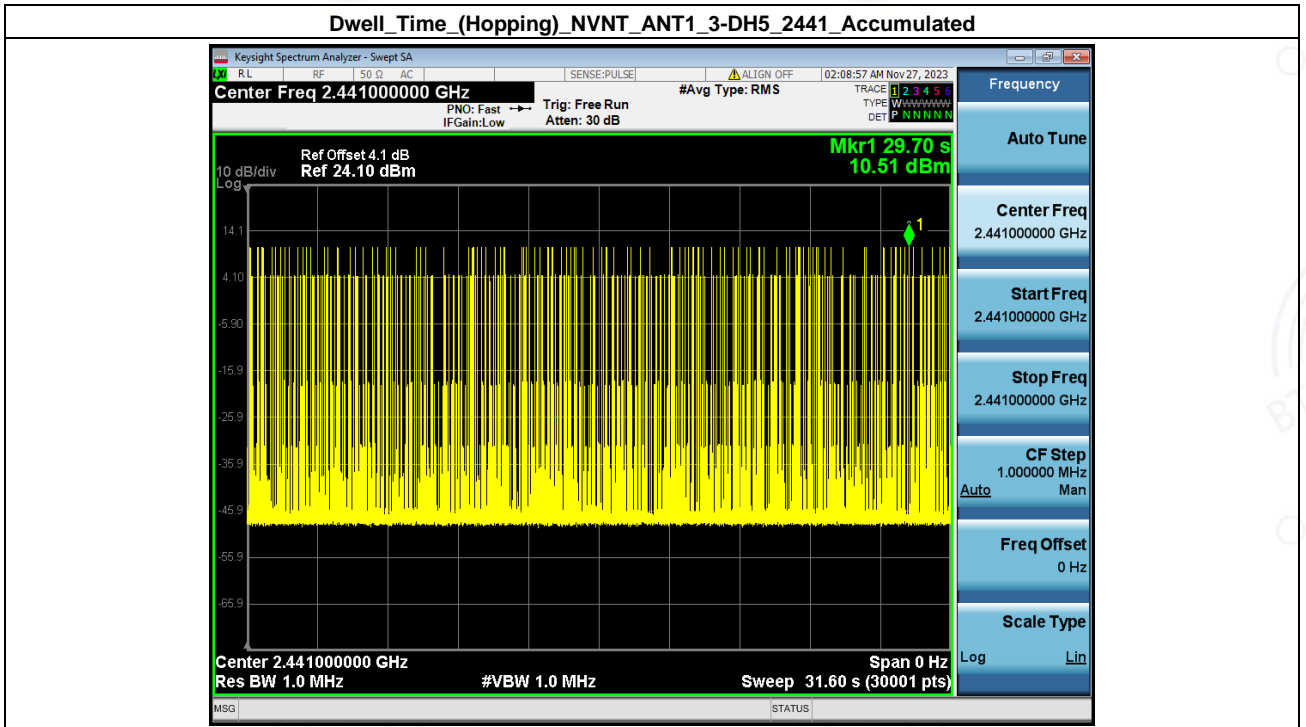 Dwell_Time_(Hopping)_NVNT_ANT1_3-DH5_2441_Accumulated
Keysight Spectrum Analyzer - Swept SA
LXI RL RF 50 Ω AC SENSE:PULSE ALIGN OFF 02:08:57 AM Nov 27, 2023
Center Freq 2.441000000 GHz #Avg Type: RMS TRACE 1 2 3 4 5 6
PNO: Fast Trig: Free Run TYPE WWWWWW
IFGain:Low Atten: 30 dB DET P N N N N N
Mkr1 29.70 s
10.51 dBm
Ref Offset 4.1 dB
10 dB/div Ref 24.10 dBm
Log
1
14.1
4.10
-5.90
-15.9
-25.9
-35.9
-45.9
-55.9
-65.9
Center 2.441000000 GHz Span 0 Hz
Res BW 1.0 MHz #VBW 1.0 MHz Sweep 31.60 s (30001 pts)
MSG STATUS
Frequency
Auto Tune
Center Freq
2.441000000 GHz
Start Freq
2.441000000 GHz
Stop Freq
2.441000000 GHz
CF Step
1.000000 MHz
Auto Man
Freq Offset
0 Hz
Scale Type
Log Lin